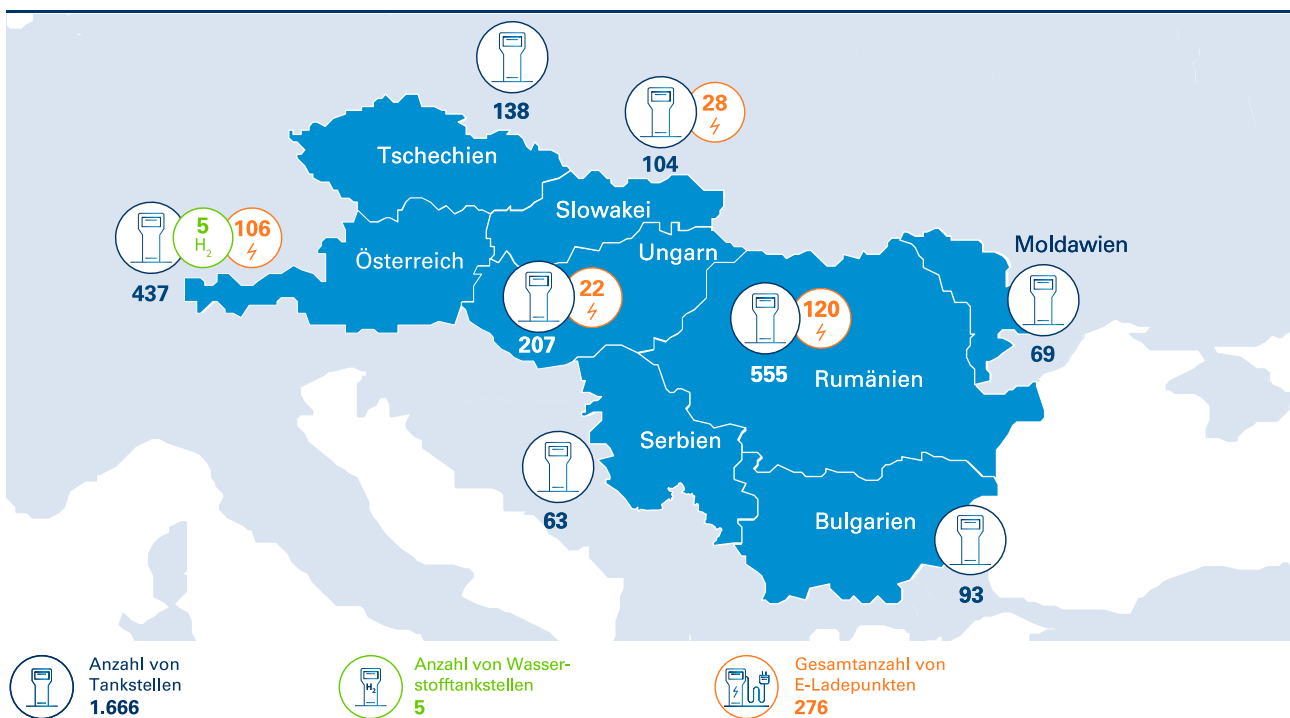 138
28
104
Tschechien
Slowakei
5
H₂
106
437
Österreich
Ungarn
22
207
Moldawien
69
120
555
Rumänien
Serbien
63
Bulgarien
93
Anzahl von
Tankstellen
1.666
H₂
Anzahl von Wasser-
stofftankstellen
5
Gesamtanzahl von
E-Ladepunkten
276